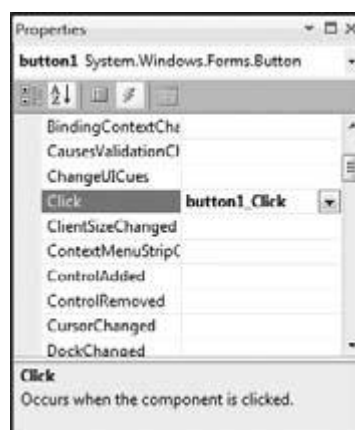 Properties
button1 System.Windows.Forms.Button
BindingContextCha
CausesValidationCl
ChangeUICues
Click button1_Click
ClientSizeChanged
ContextMenuStripC
ControlAdded
ControlRemoved
CursorChanged
DockChanged
Click
Occurs when the component is clicked.